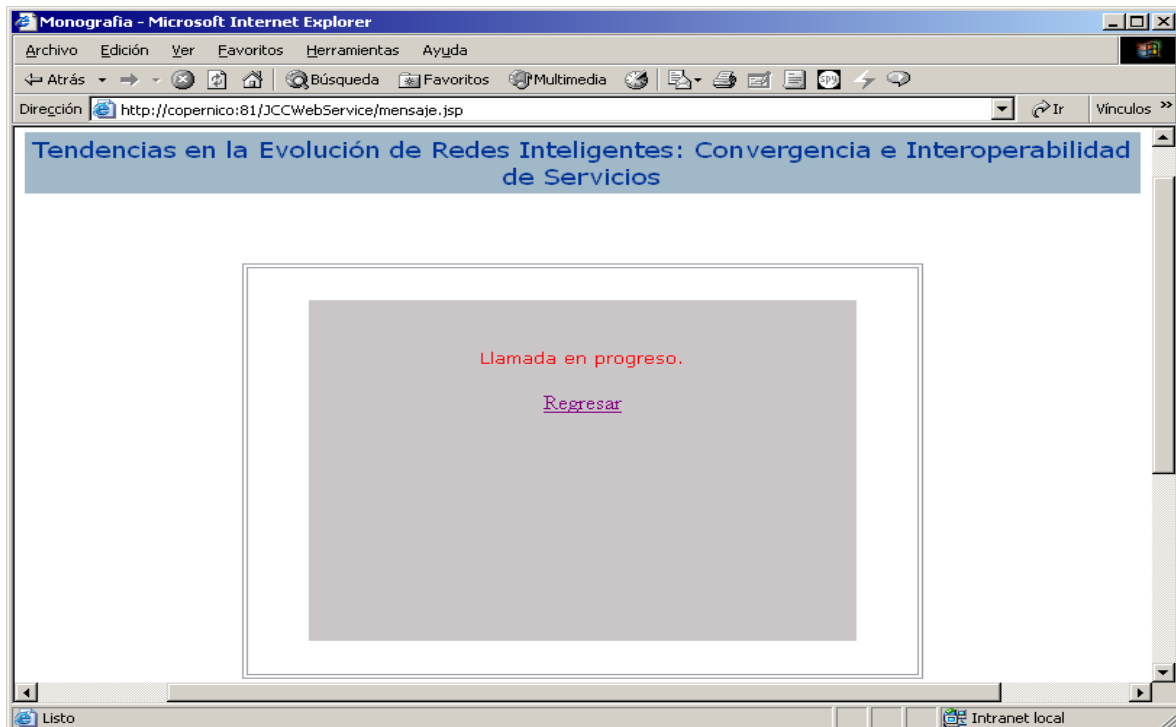 Monografia - Microsoft Internet Explorer
Archivo Edición Ver Favoritos Herramientas Ayuda
Atrás Búsqueda Favoritos Multimedia SPY
Dirección http://copernico:81/JCCWebService/mensaje.jsp Ir Vínculos »
Tendencias en la Evolución de Redes Inteligentes: Convergencia e Interoperabilidad
de Servicios
Llamada en progreso.
Regresar
Listo Intranet local